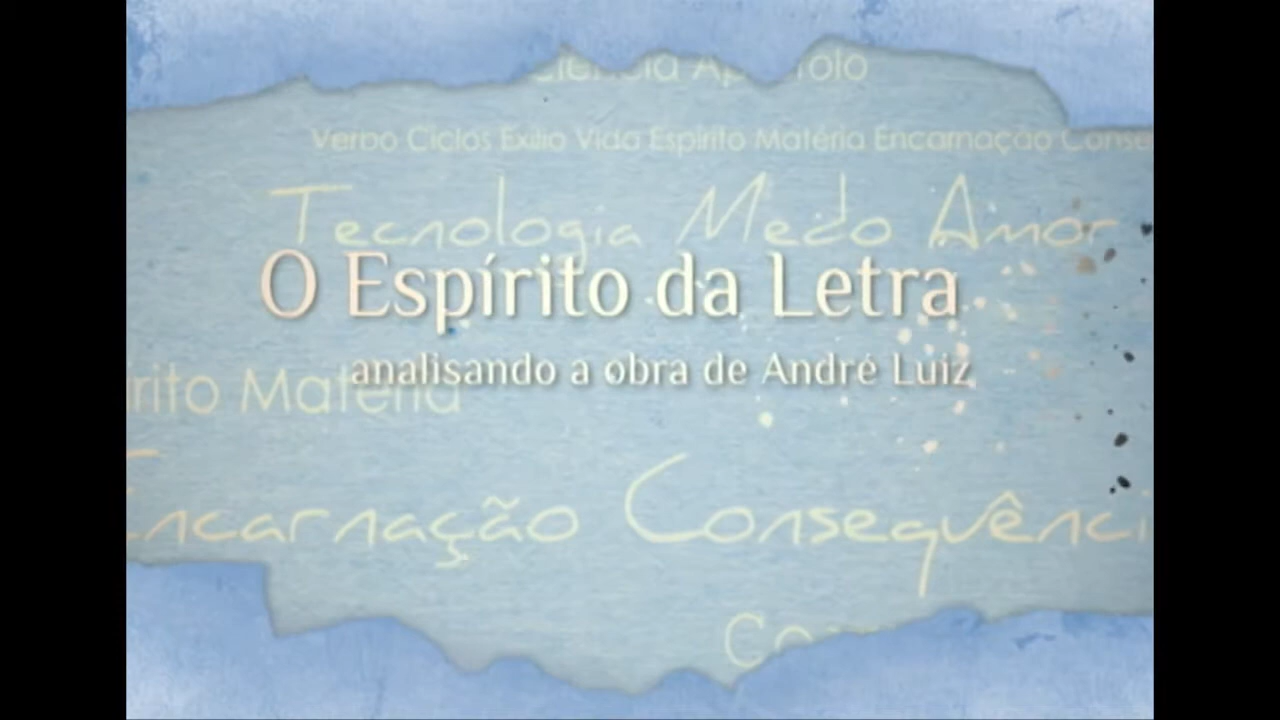 Verbo Ciclos Exílio Vida Espírito Matéria Encarnação
Tecnologia Medo Amor
O Espírito da Letra
analisando a obra de André Luiz
Matéria
Encarnação